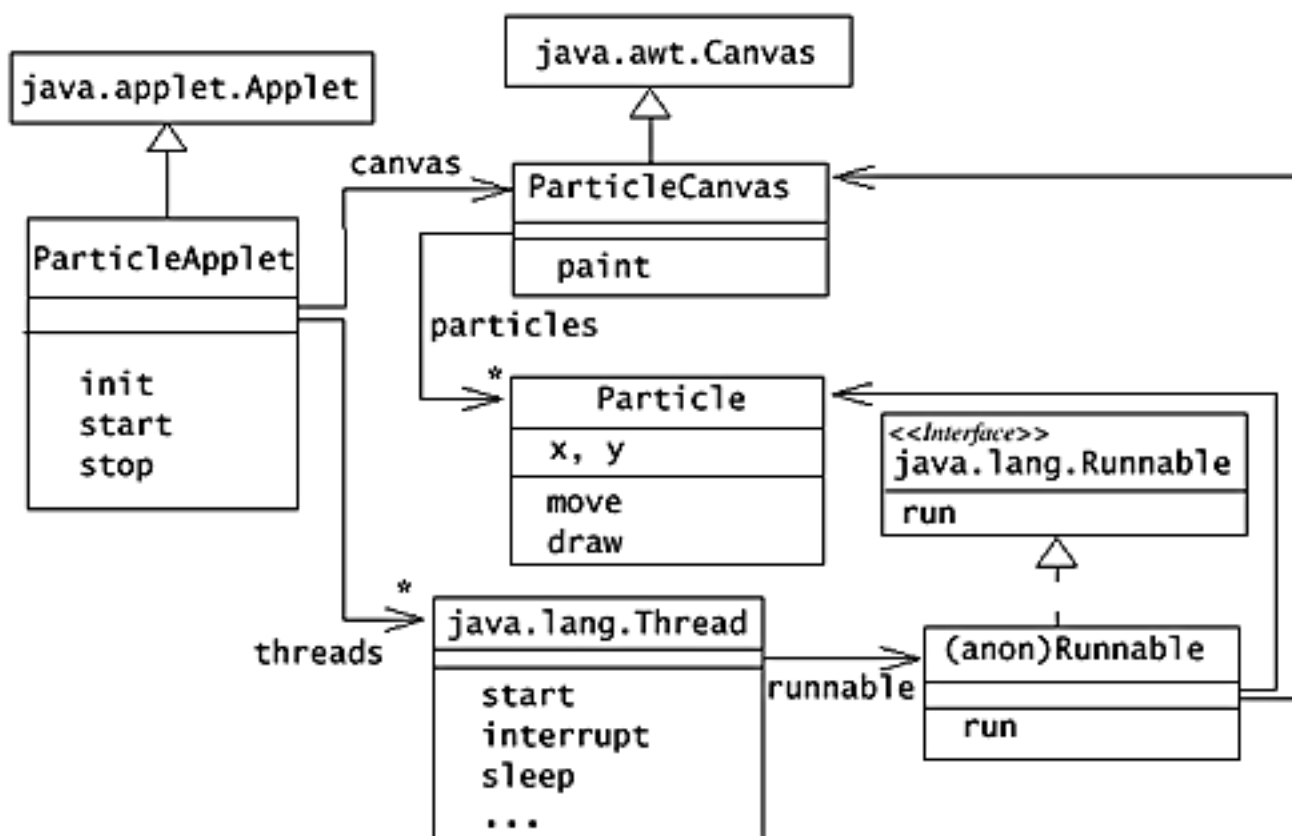 java.awt.Canvas
java.applet.Applet
canvas
ParticleCanvas
paint
ParticleApplet
init
start
stop
particles
*
Particle
x, y
move
draw
<<Interface>>
java.lang.Runnable
run
*
threads
java.lang.Thread
start
interrupt
sleep
...
runnable
(anon)Runnable
run